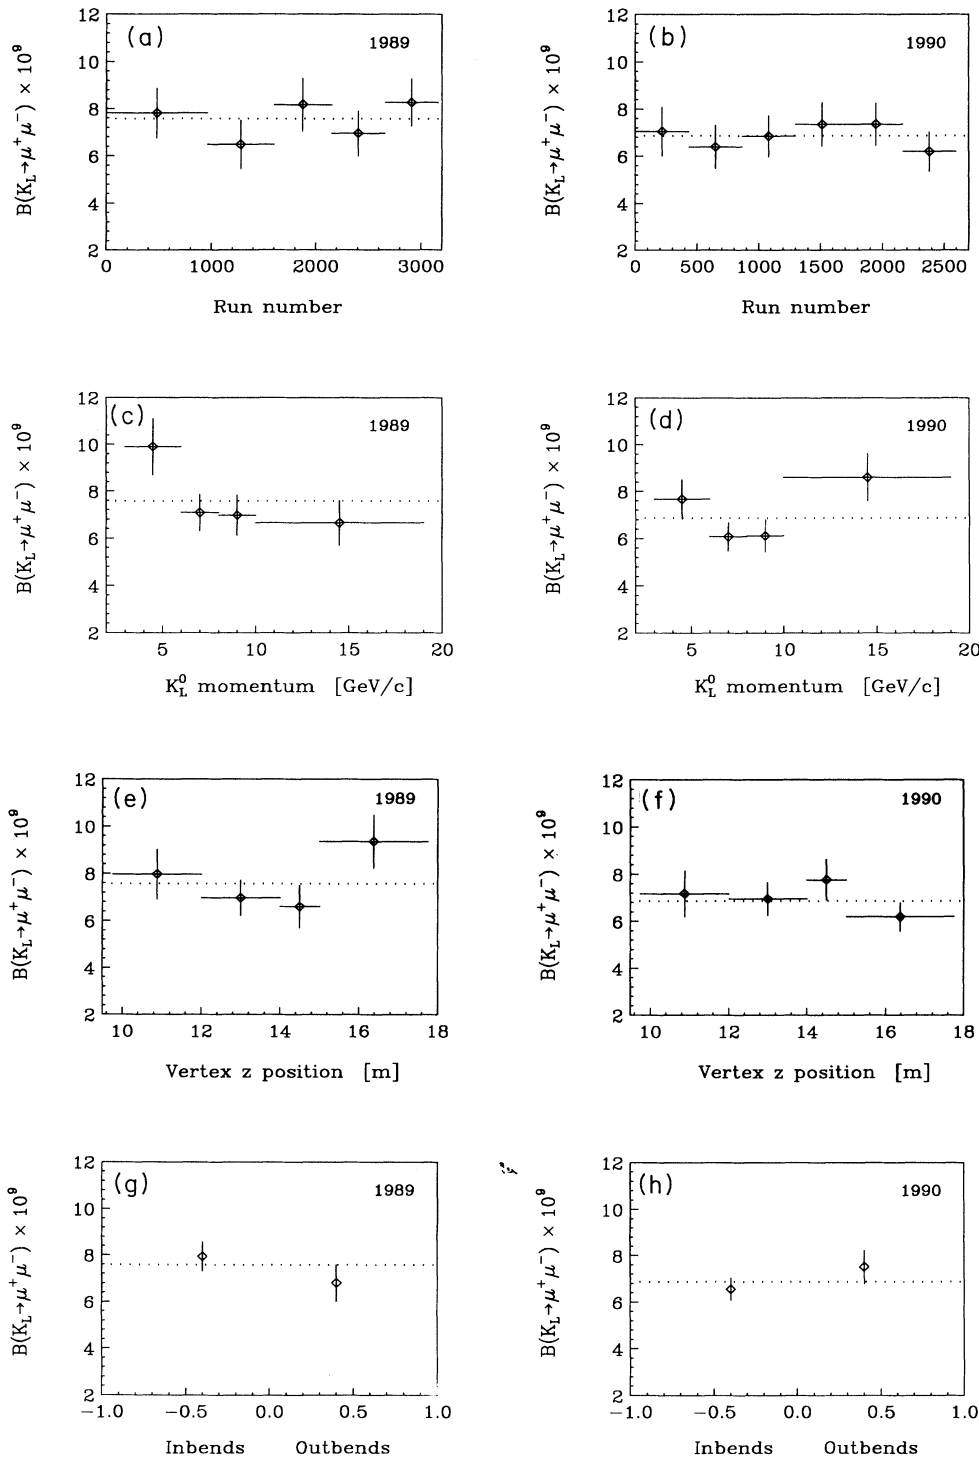 (a)
1989
12
10
8
6
4
2
B(K_L→μ⁺μ⁻) × 10⁹
0 1000 2000 3000
Run number
(b)
1990
12
10
8
6
4
2
B(K_L→μ⁺μ⁻) × 10⁹
0 500 1000 1500 2000 2500
Run number
(c)
1989
12
10
8
6
4
2
B(K_L→μ⁺μ⁻) × 10⁹
5 10 15 20
K_L^0 momentum [GeV/c]
(d)
1990
12
10
8
6
4
2
B(K_L→μ⁺μ⁻) × 10⁹
5 10 15 20
K_L^0 momentum [GeV/c]
(e)
1989
12
10
8
6
4
2
B(K_L→μ⁺μ⁻) × 10⁹
10 12 14 16 18
Vertex z position [m]
(f)
1990
12
10
8
6
4
2
B(K_L→μ⁺μ⁻) × 10⁹
10 12 14 16 18
Vertex z position [m]
(g)
1989
12
10
8
6
4
2
B(K_L→μ⁺μ⁻) × 10⁹
−1.0 −0.5 0.0 0.5 1.0
Inbends Outbends
(h)
1990
12
10
8
6
4
2
B(K_L→μ⁺μ⁻) × 10⁹
−1.0 −0.5 0.0 0.5 1.0
Inbends Outbends